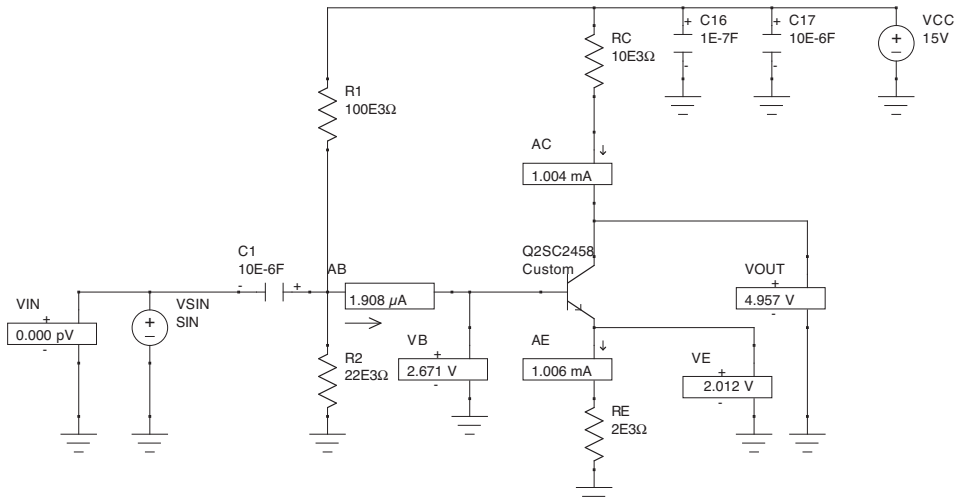 C16
1E-7F
C17
10E-6F
VCC
15V
RC
10E3Ω
R1
100E3Ω
AC
1.004 mA
Q2SC2458
Custom
C1
10E-6F
AB
1.908 µA
VOUT
4.957 V
VIN
0.000 pV
VSIN
SIN
R2
22E3Ω
VB
2.671 V
AE
1.006 mA
VE
2.012 V
RE
2E3Ω